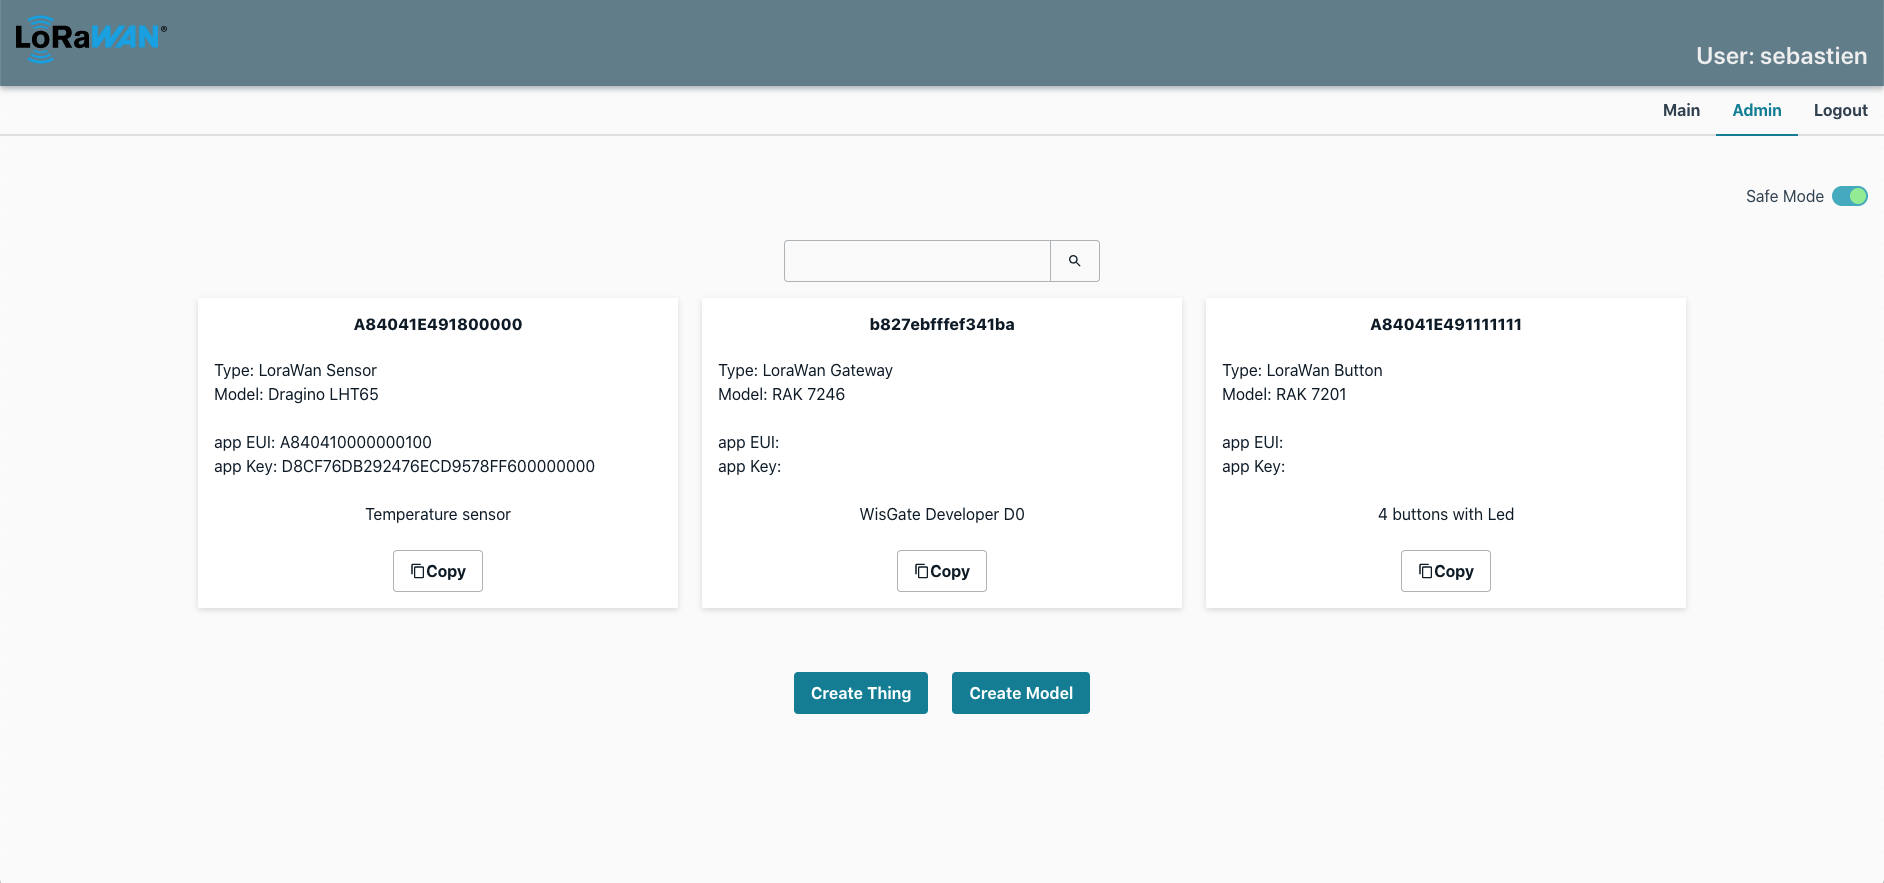 LoRaWAN®
User: sebastien
Main Admin Logout
Safe Mode
A84041E491800000
Type: LoraWan Sensor
Model: Dragino LHT65
app EUI: A840410000000100
app Key: D8CF76DB292476ECD9578FF600000000
Temperature sensor
Copy
b827ebfffef341ba
Type: LoraWan Gateway
Model: RAK 7246
app EUI:
app Key:
WisGate Developer D0
Copy
A84041E491111111
Type: LoraWan Button
Model: RAK 7201
app EUI:
app Key:
4 buttons with Led
Copy
Create Thing
Create Model